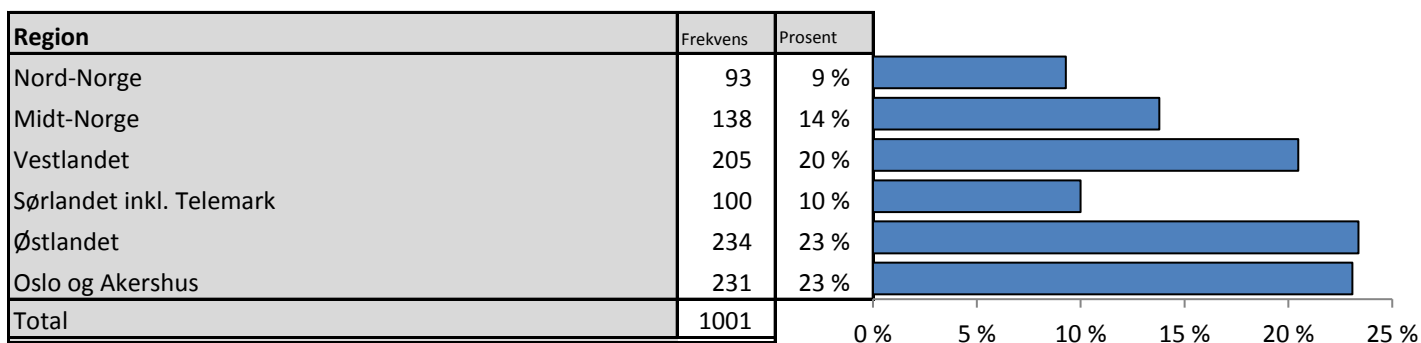 Region Frekvens Prosent
Nord-Norge 93 9 %
Midt-Norge 138 14 %
Vestlandet 205 20 %
Sørlandet inkl. Telemark 100 10 %
Østlandet 234 23 %
Oslo og Akershus 231 23 %
Total 1001
0 % 5 % 10 % 15 % 20 % 25 %